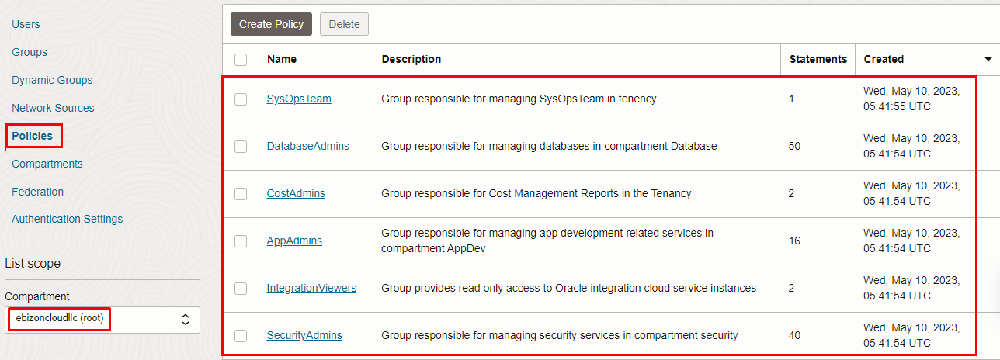 Users
Groups
Dynamic Groups
Network Sources
Policies
Compartments
Federation
Authentication Settings
List scope
Compartment
ebizoncloudllc (root)
Create Policy Delete
Name Description Statements Created
SysOpsTeam Group responsible for managing SysOpsTeam in tenency 1 Wed, May 10, 2023,
05:41:55 UTC
DatabaseAdmins Group responsible for managing databases in compartment Database 50 Wed, May 10, 2023,
05:41:54 UTC
CostAdmins Group responsible for Cost Management Reports in the Tenancy 2 Wed, May 10, 2023,
05:41:54 UTC
AppAdmins Group responsible for managing app development related services in 16 Wed, May 10, 2023,
compartment AppDev 05:41:54 UTC
IntegrationViewers Group provides read only access to Oracle integration cloud service instances 2 Wed, May 10, 2023,
05:41:54 UTC
SecurityAdmins Group responsible for managing security services in compartment security 40 Wed, May 10, 2023,
05:41:54 UTC